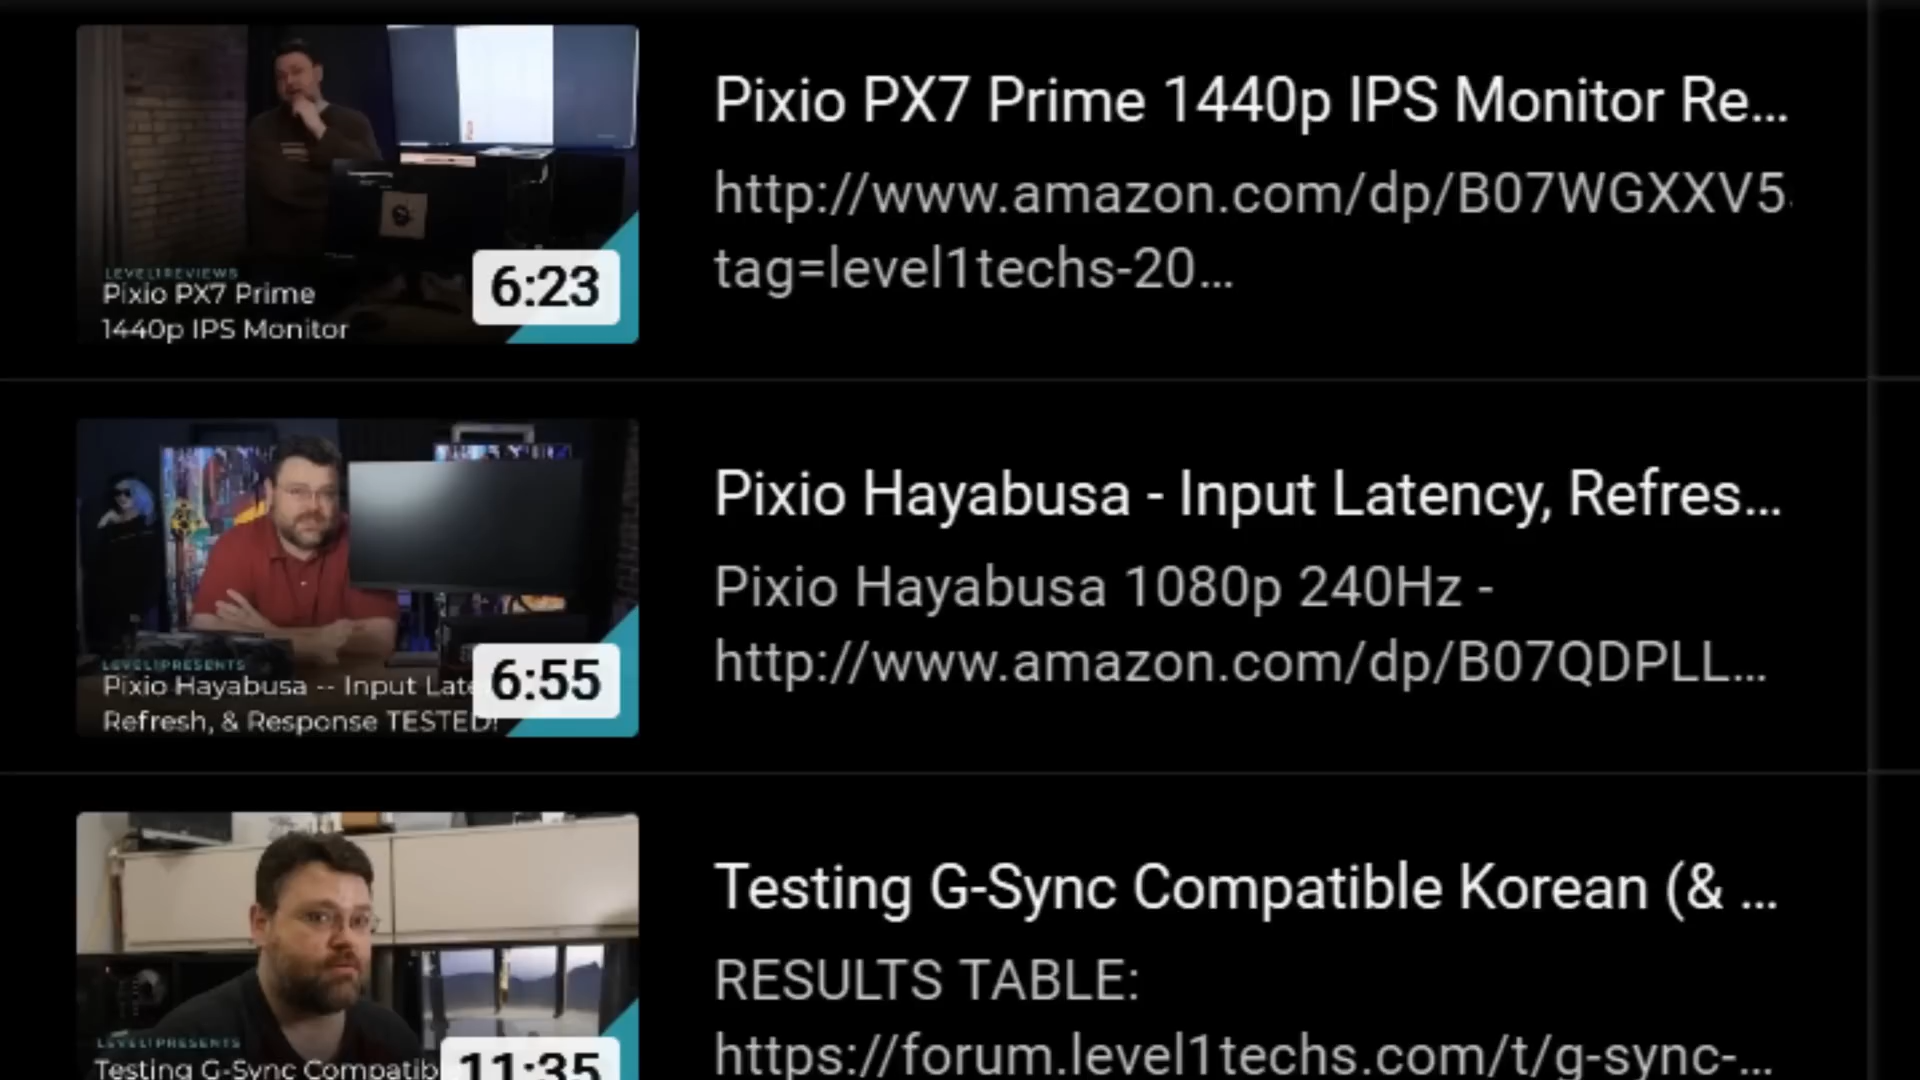 Pixio PX7 Prime 1440p IPS Monitor Re...
http://www.amazon.com/dp/B07WGXXV5
tag=level1techs-20...
LEVEL1REVIEWS
Pixio PX7 Prime
1440p IPS Monitor
6:23
Pixio Hayabusa - Input Latency, Refres...
Pixio Hayabusa 1080p 240Hz -
http://www.amazon.com/dp/B07QDPLL...
LEVEL1PRESENTS
Pixio Hayabusa -- Input Late
Refresh, & Response TESTED!
6:55
Testing G-Sync Compatible Korean (& ...
RESULTS TABLE:
https://forum.level1techs.com/t/g-sync-...
LEVEL1PRESENTS
Testing G-Sync Compatib
11:35